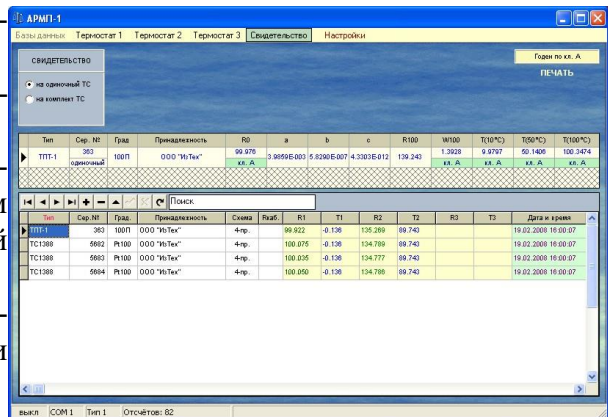 АРМП-1
Базы данных Термостат 1 Термостат 2 Термостат 3 Свидетельство Настройки
СВИДЕТЕЛЬСТВО
на одиночный ТС
на комплект ТС
Годен по кл. А
ПЕЧАТЬ
Тип Сер. № Град Принадлежность R0 a b c R100 W100 T(10°C) T(50°C) T(100°C)
ТПТ-1 363 100П ООО "ИзТех" 99.976 3.9859E-003 5.8290E-007 4.3303E-012 139.243 1.3928 9.9797 50.1406 100.3474
одиночный кл. А кл. А кл. А кл. А кл. А
Поиск
Тип Сер.№ Град. Принадлежность Схема Rкаб. R1 T1 R2 T2 R3 T3 Дата и время
ТПТ-1 363 100П ООО "ИзТех" 4-пр. 99.922 -0.136 135.269 89.743 19.02.2008 16:00:07
ТС1388 5682 Pt100 ООО "ИзТех" 4-пр. 100.075 -0.136 134.789 89.743 19.02.2008 16:00:07
ТС1388 5683 Pt100 ООО "ИзТех" 4-пр. 100.035 -0.136 134.777 89.743 19.02.2008 16:00:07
ТС1388 5684 Pt100 ООО "ИзТех" 4-пр. 100.050 -0.136 134.786 89.743 19.02.2008 16:00:07
выкл COM 1 Тип 1 Отсчётов: 82